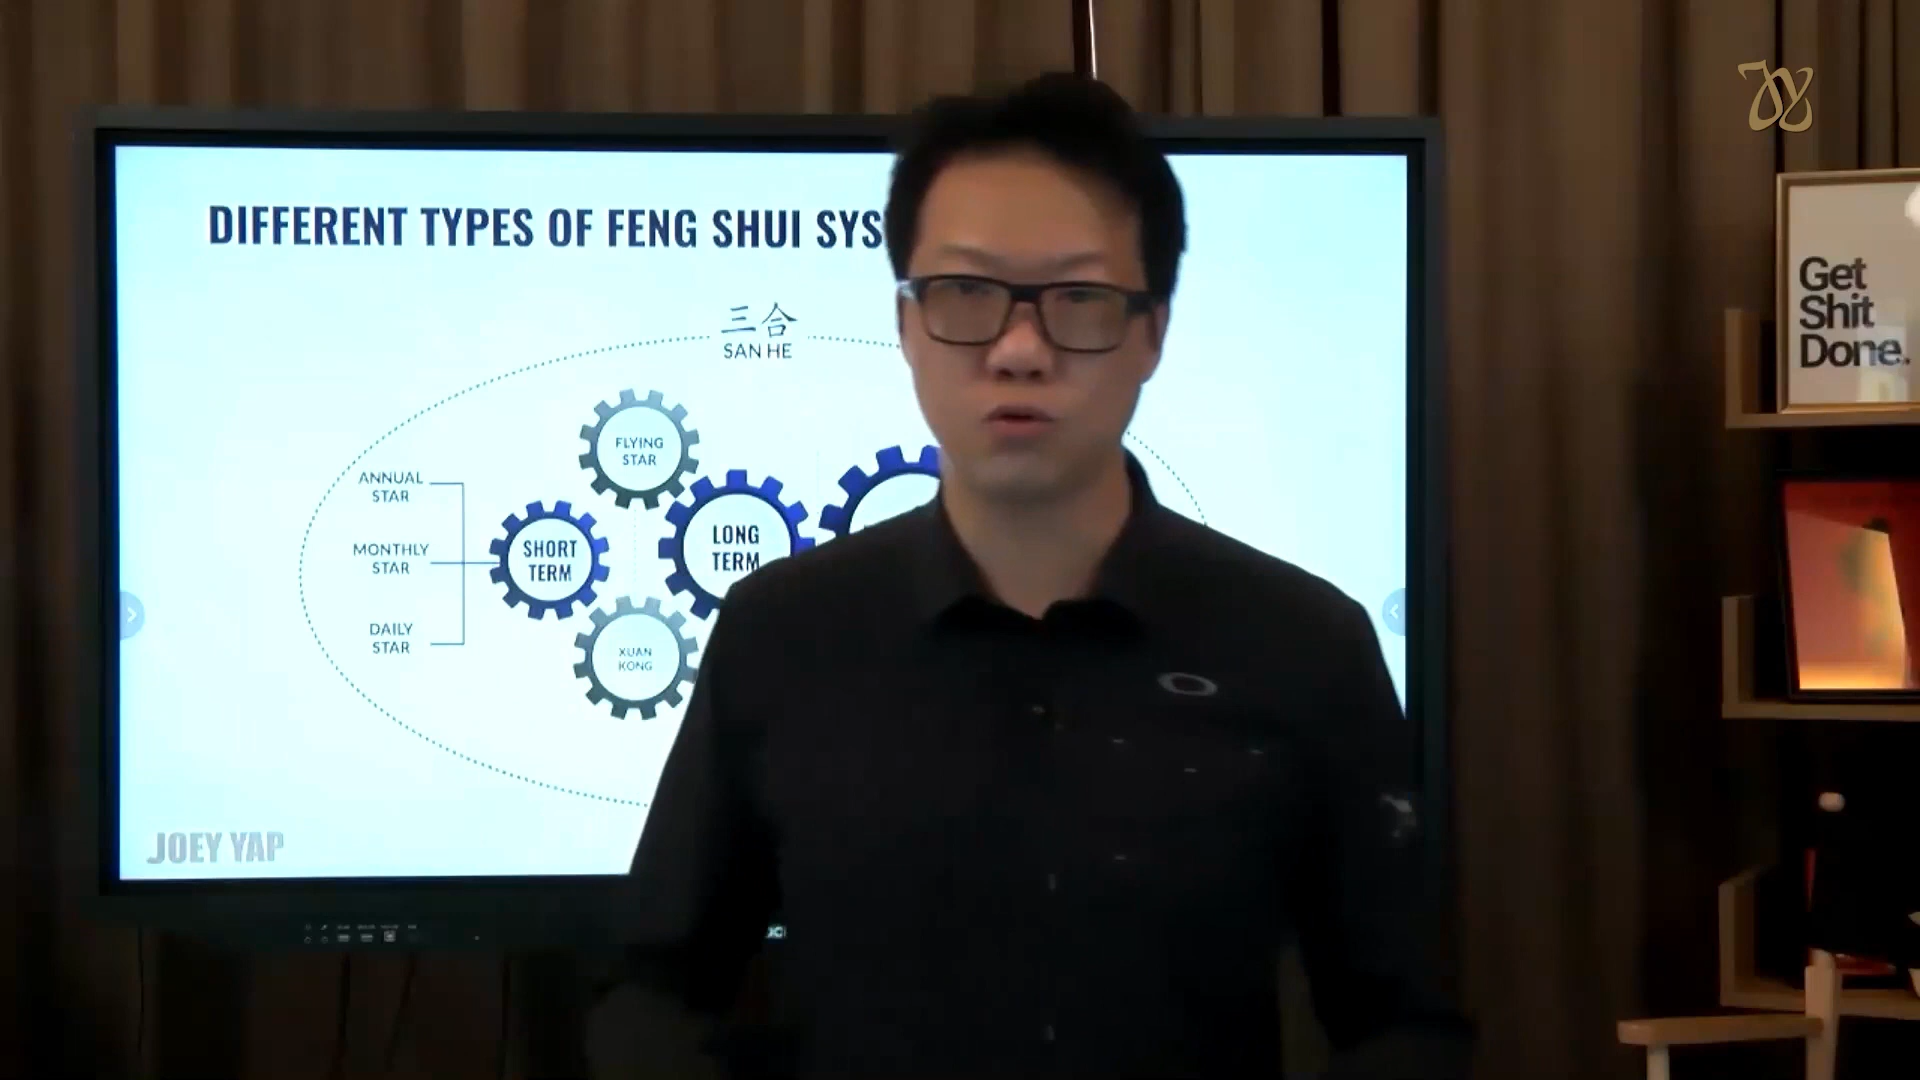 DIFFERENT TYPES OF FENG SHUI SYS
三合
SAN HE
FLYING
STAR
ANNUAL
STAR
MONTHLY
STAR
DAILY
STAR
SHORT
TERM
LONG
TERM
XUAN
KONG
JOEY YAP
JY
Get
Shit
Done.